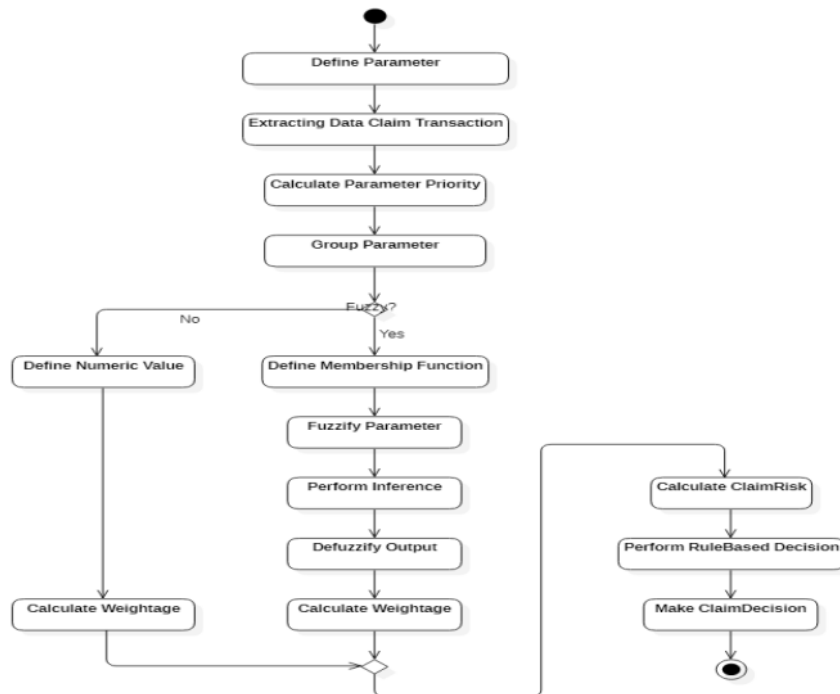 Define Parameter
Extracting Data Claim Transaction
Calculate Parameter Priority
Group Parameter
Fuzzy?
No
Yes
Define Numeric Value
Define Membership Function
Fuzzify Parameter
Perform Inference
Defuzzify Output
Calculate Weightage
Calculate Weightage
Calculate ClaimRisk
Perform RuleBased Decision
Make ClaimDecision